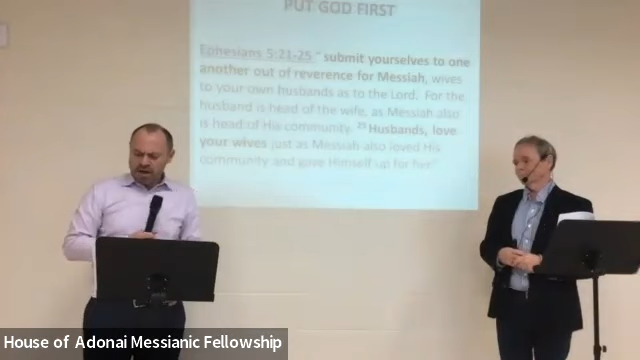 PUT GOD FIRST
Ephesians 5:21-25 " submit yourselves to one
another out of reverence for Messiah, wives
to your own husbands as to the Lord. For the
husband is head of the wife, as Messiah also
is head of His community. 25 Husbands, love
your wives just as Messiah also loved His
community and gave Himself up for her."
House of Adonai Messianic Fellowship